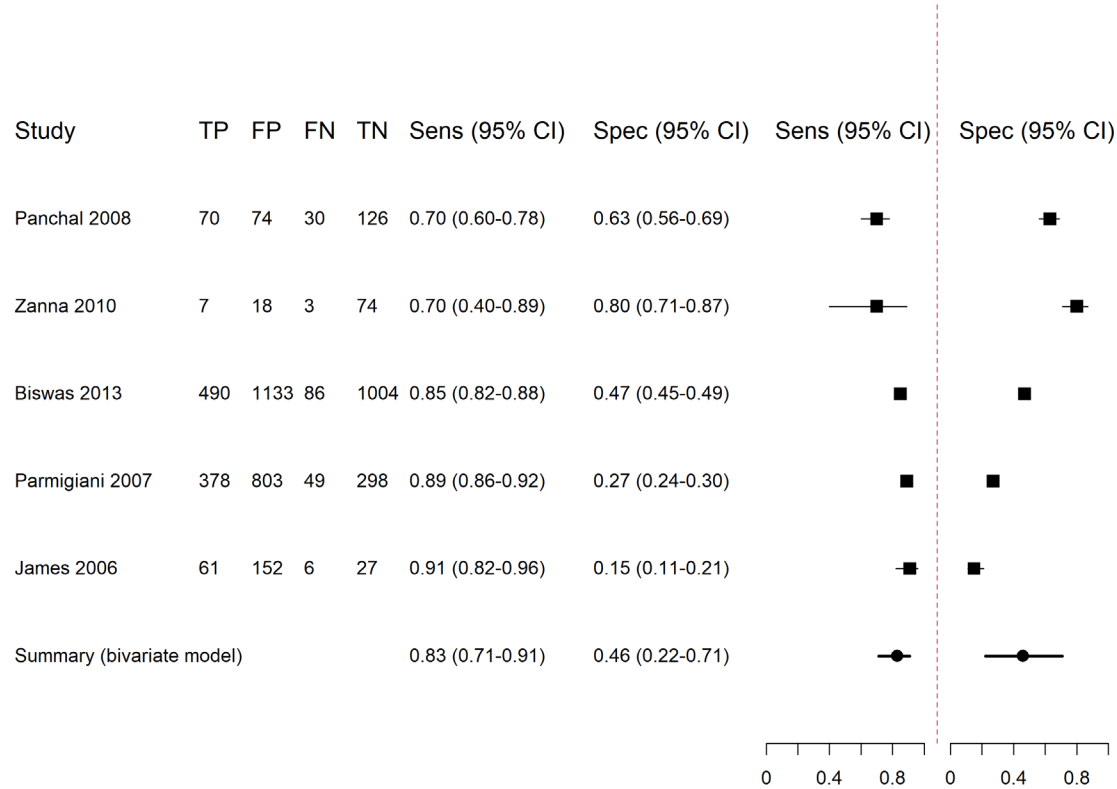 Study TP FP FN TN Sens (95% CI) Spec (95% CI) Sens (95% CI) Spec (95% CI)
Panchal 2008 70 74 30 126 0.70 (0.60-0.78) 0.63 (0.56-0.69)
Zanna 2010 7 18 3 74 0.70 (0.40-0.89) 0.80 (0.71-0.87)
Biswas 2013 490 1133 86 1004 0.85 (0.82-0.88) 0.47 (0.45-0.49)
Parmigiani 2007 378 803 49 298 0.89 (0.86-0.92) 0.27 (0.24-0.30)
James 2006 61 152 6 27 0.91 (0.82-0.96) 0.15 (0.11-0.21)
Summary (bivariate model) 0.83 (0.71-0.91) 0.46 (0.22-0.71)
0 0.4 0.8 0 0.4 0.8